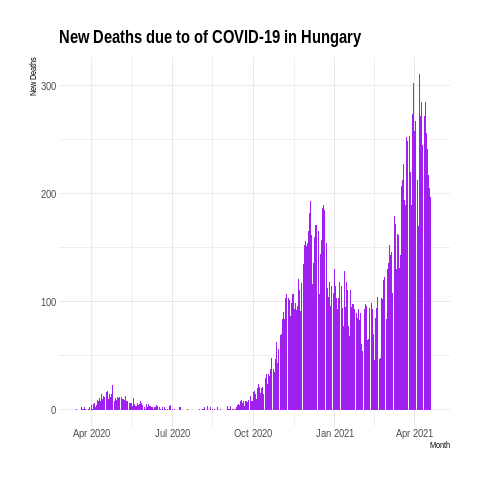 New Deaths due to of COVID-19 in Hungary
New Deaths
300
200
100
0
Apr 2020 Jul 2020 Oct 2020 Jan 2021 Apr 2021
Month